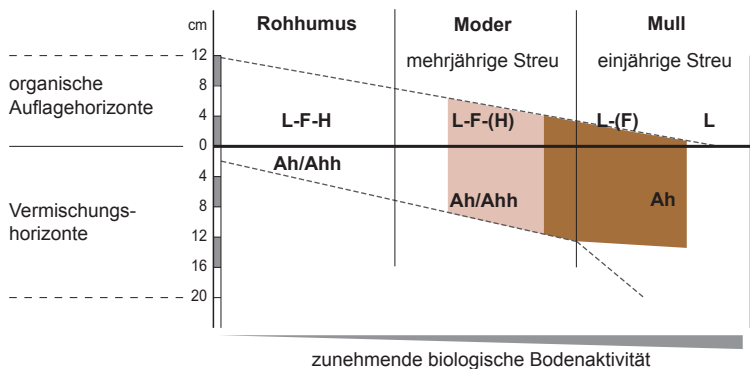 cm
Rohhumus
Moder
Mull
mehrjährige Streu
einjährige Streu
12
8
4
0
4
8
12
16
20
organische
Auflagehorizonte
L-F-H
L-F-(H)
L-(F)
L
Ah/Ahh
Ah/Ahh
Ah
Vermischungs-
horizonte
zunehmende biologische Bodenaktivität